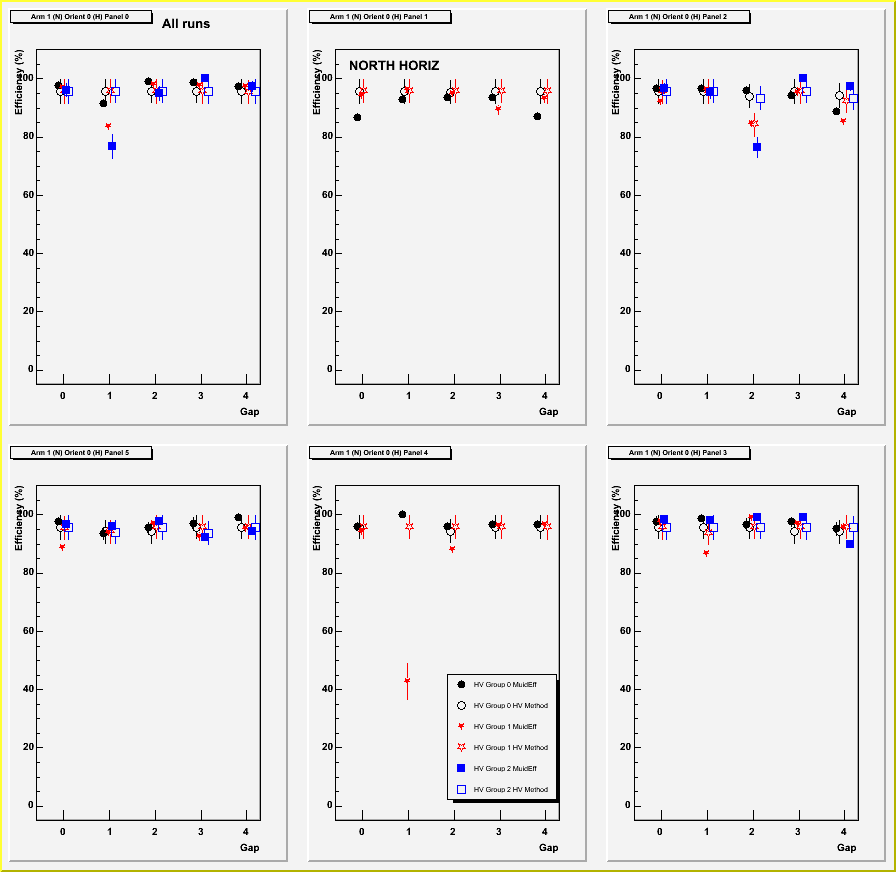 Arm 1 (N) Orient 0 (H) Panel 0
All runs
Efficiency (%)
100
80
60
40
20
0
0 1 2 3 4
Gap
Arm 1 (N) Orient 0 (H) Panel 1
NORTH HORIZ
Efficiency (%)
100
80
60
40
20
0
0 1 2 3 4
Gap
Arm 1 (N) Orient 0 (H) Panel 2
Efficiency (%)
100
80
60
40
20
0
0 1 2 3 4
Gap
Arm 1 (N) Orient 0 (H) Panel 5
Efficiency (%)
100
80
60
40
20
0
0 1 2 3 4
Gap
Arm 1 (N) Orient 0 (H) Panel 4
Efficiency (%)
100
80
60
40
20
0
0 1 2 3 4
Gap
HV Group 0 MuidEff
HV Group 0 HV Method
HV Group 1 MuidEff
HV Group 1 HV Method
HV Group 2 MuidEff
HV Group 2 HV Method
Arm 1 (N) Orient 0 (H) Panel 3
Efficiency (%)
100
80
60
40
20
0
0 1 2 3 4
Gap